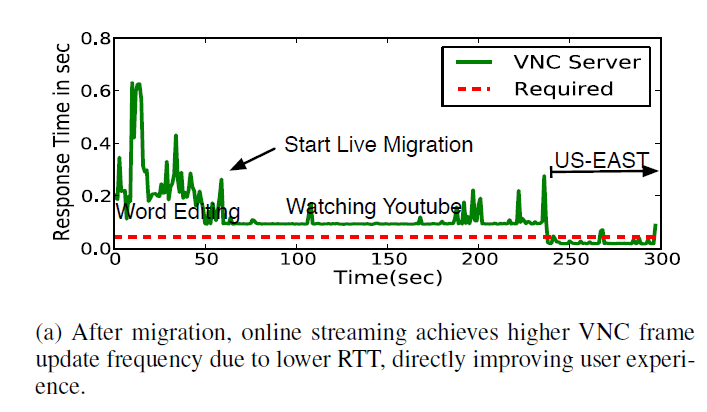 0.8
VNC Server
Required
0.6
Response Time in sec
0.4
Start Live Migration
US-EAST
0.2
Word Editing
Watching Youtube
0.0
0 50 100 150 200 250 300
Time(sec)
(a) After migration, online streaming achieves higher VNC frame
update frequency due to lower RTT, directly improving user experi-
ence.